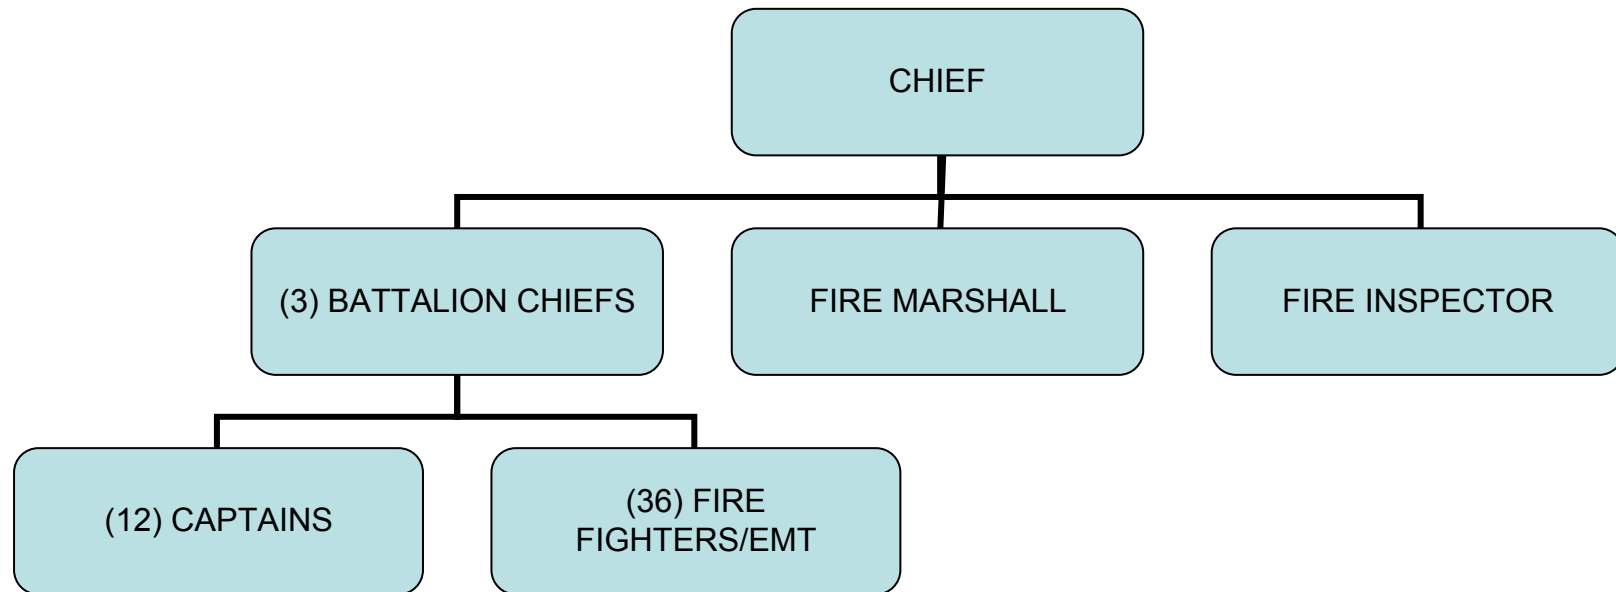 CHIEF
(3) BATTALION CHIEFS
FIRE MARSHALL
FIRE INSPECTOR
(12) CAPTAINS
(36) FIRE
FIGHTERS/EMT